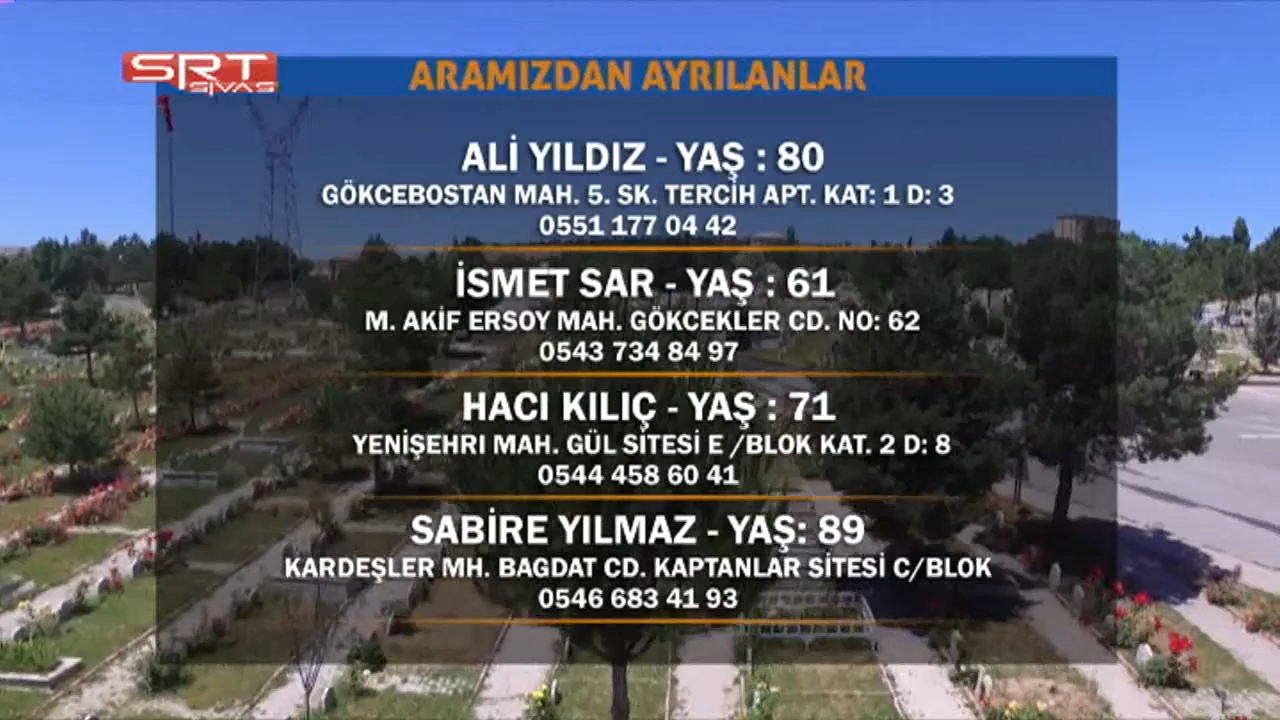 SRT
SIVAS
ARAMIZDAN AYRILANLAR
ALİ YILDIZ - YAŞ : 80
GÖKCEBOSTAN MAH. 5. SK. TERCİH APT. KAT: 1 D: 3
0551 177 04 42
İSMET SAR - YAŞ : 61
M. AKİF ERSOY MAH. GÖKCEKLER CD. NO: 62
0543 734 84 97
HACI KILIÇ - YAŞ : 71
YENİŞEHRI MAH. GÜL SİTESİ E /BLOK KAT. 2 D: 8
0544 458 60 41
SABİRE YILMAZ - YAŞ: 89
KARDEŞLER MH. BAGDAT CD. KAPTANLAR SİTESİ C/BLOK
0546 683 41 93